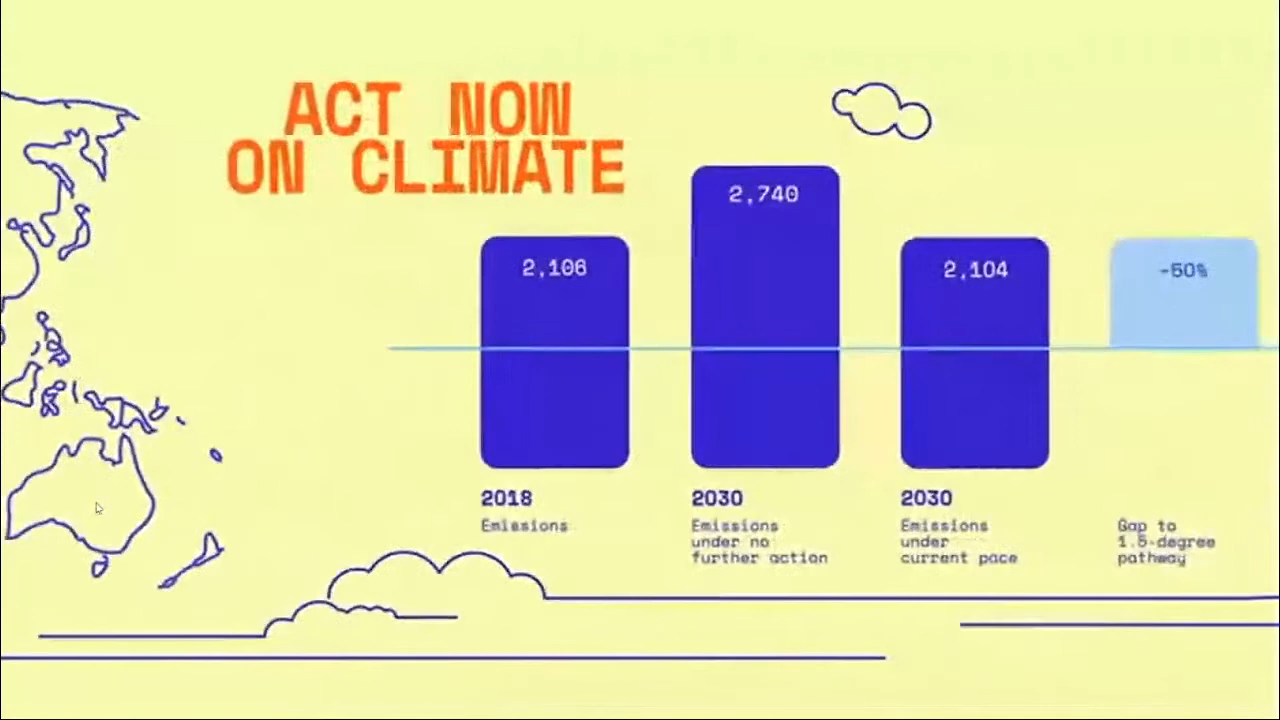 ACT NOW
ON CLIMATE
2,106
2,740
2,104
-50%
2018
Emissions
2030
Emissions
under no
further action
2030
Emissions
under
current pace
Gap to
1.5-degree
pathway